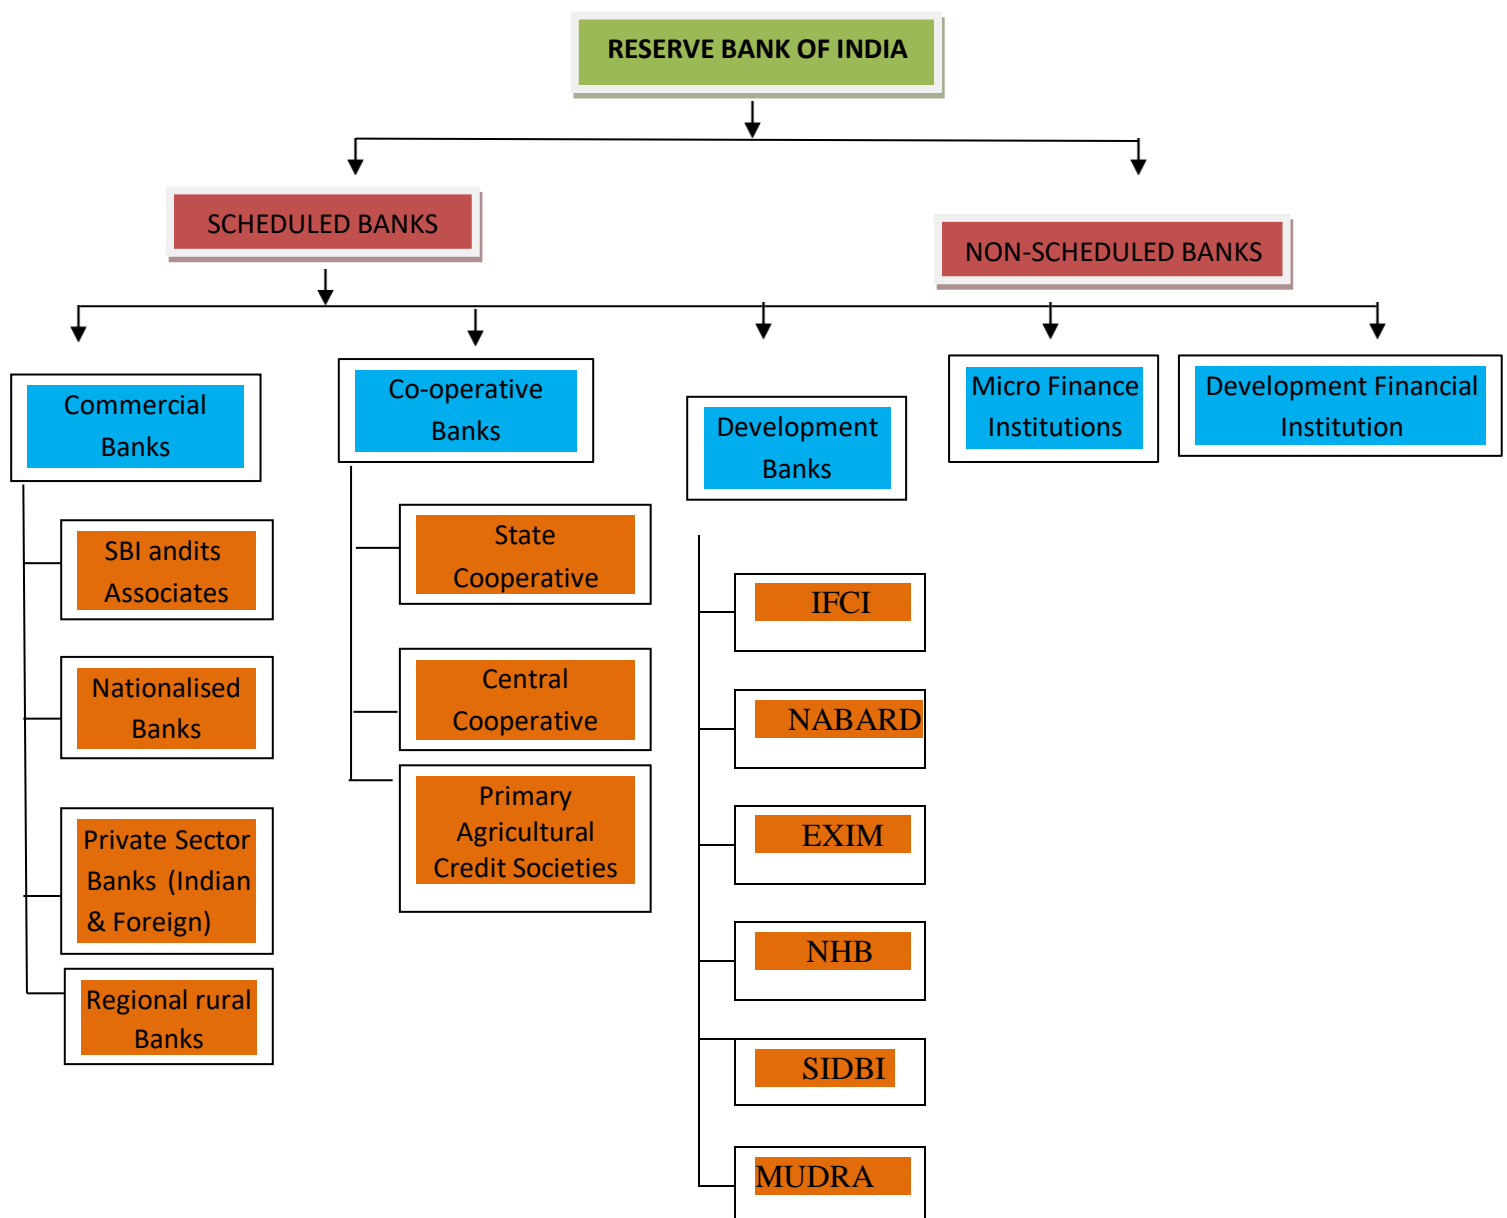 RESERVE BANK OF INDIA
SCHEDULED BANKS
NON-SCHEDULED BANKS
Commercial
Banks
Co-operative
Banks
Development
Banks
Micro Finance
Institutions
Development Financial
Institution
SBI andits
Associates
Nationalised
Banks
Private Sector
Banks (Indian
& Foreign)
Regional rural
Banks
State
Cooperative
Central
Cooperative
Primary
Agricultural
Credit Societies
IFCI
NABARD
EXIM
NHB
SIDBI
MUDRA